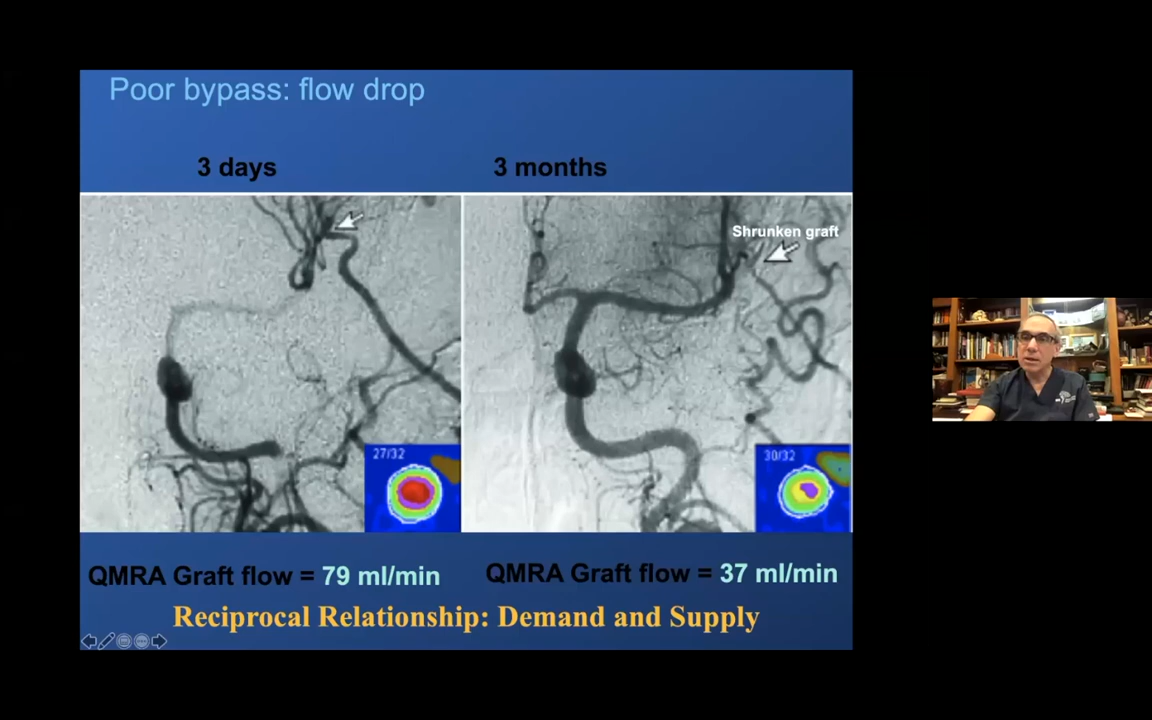 Poor bypass: flow drop
3 days
3 months
Shrunken graft
27/32
30/32
QMRA Graft flow = 79 ml/min
QMRA Graft flow = 37 ml/min
Reciprocal Relationship: Demand and Supply